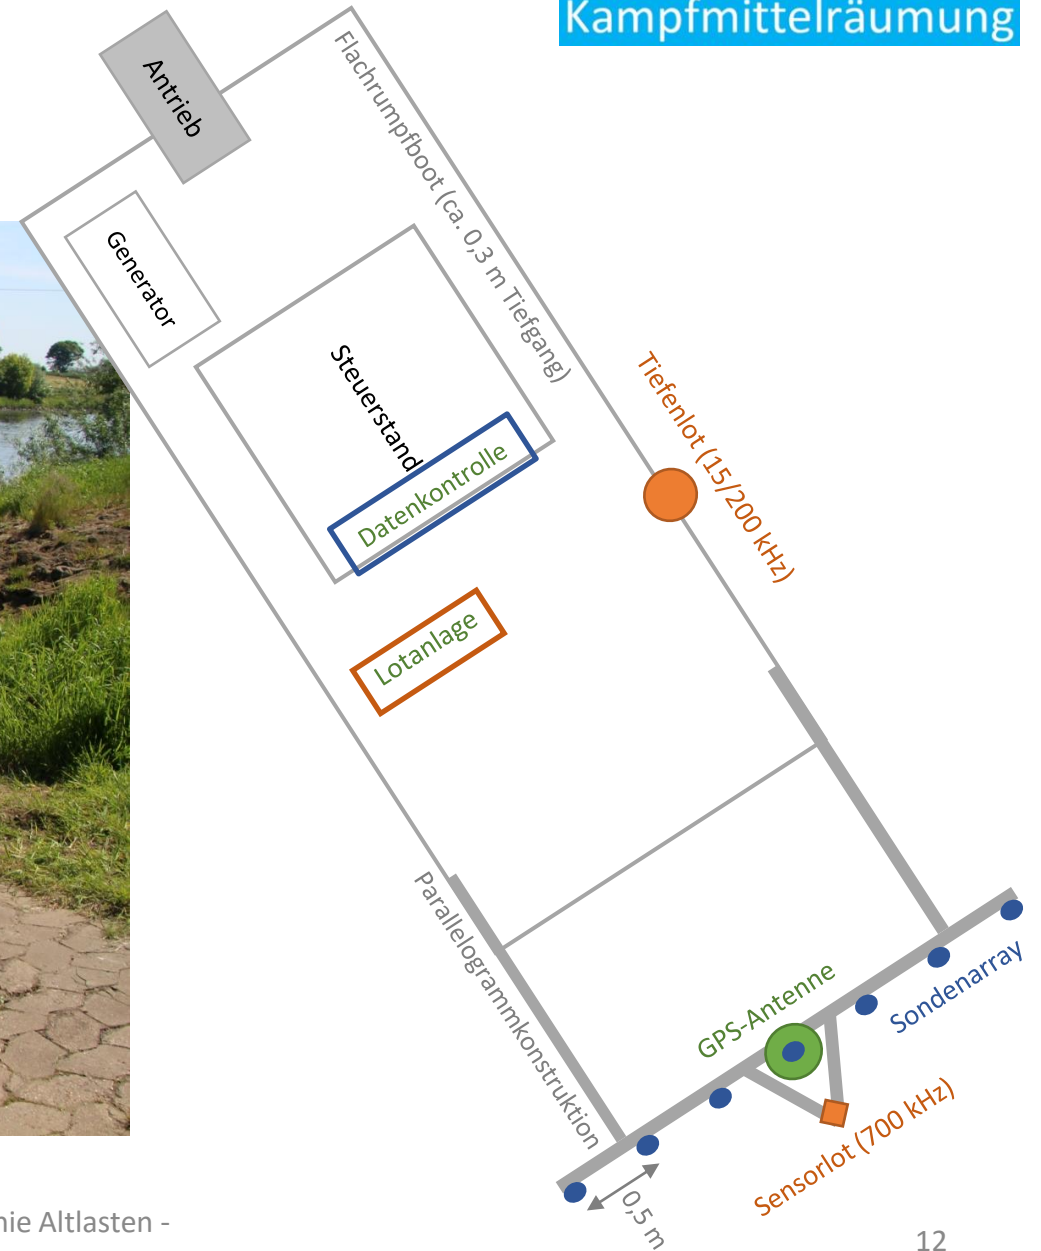 Kampfmittelräumung
Antrieb
Flachrumpfboot (ca. 0,3 m Tiefgang)
Generator
Steuerstand
Datenkontrolle
Tiefenlot (15/200 kHz)
Lotanlage
Parallelogrammkonstruktion
GPS-Antenne
Sondenarray
Sensorlot (700 kHz)
0,5 m
Altlasten -
12